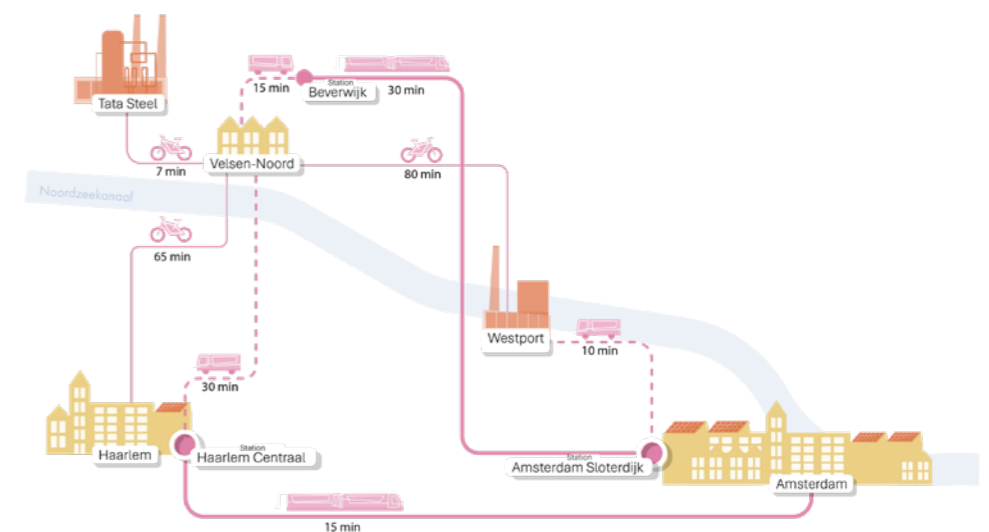 Tata Steel
15 min
Station
Beverwijk
30 min
7 min
Velsen-Noord
80 min
Noordzeekanaal
65 min
Westport
10 min
30 min
Haarlem
Station
Haarlem Centraal
Station
Amsterdam Sloterdijk
Amsterdam
15 min